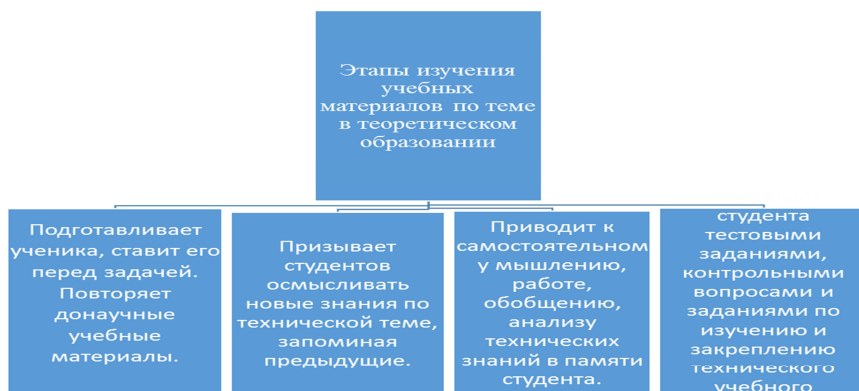 Этапы изучения
учебных
материалов по теме
в теоретическом
образовании
Подготавливает
ученика, ставит его
перед задачей.
Повторяет
донаучные
учебные
материалы.
Призывает
студентов
осмысливать
новые знания по
технической теме,
запоминая
предыдущие.
Приводит к
самостоятельном
у мышлению,
работе,
обобщению,
анализу
технических
знаний в памяти
студента.
студента
тестовыми
заданиями,
контрольными
вопросами и
заданиями по
изучению и
закреплению
технического
учебного